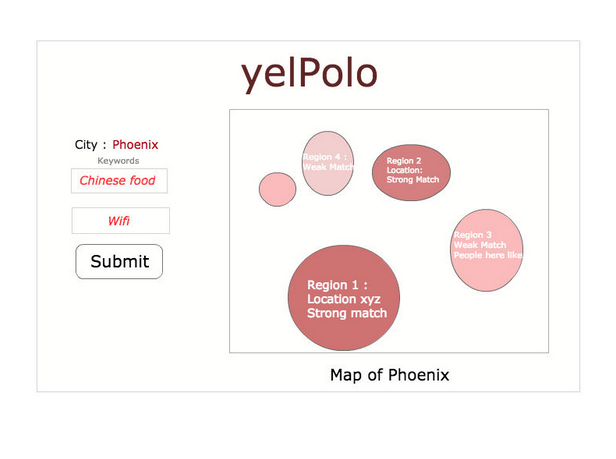 yelPolo
City : Phoenix
Keywords
Chinese food
Wifi
Submit
Region 4 :
Weak Match
Region 2
Location:
Strong Match
Region 3
Weak Match
People here like
Region 1 :
Location xyz
Strong match
Map of Phoenix